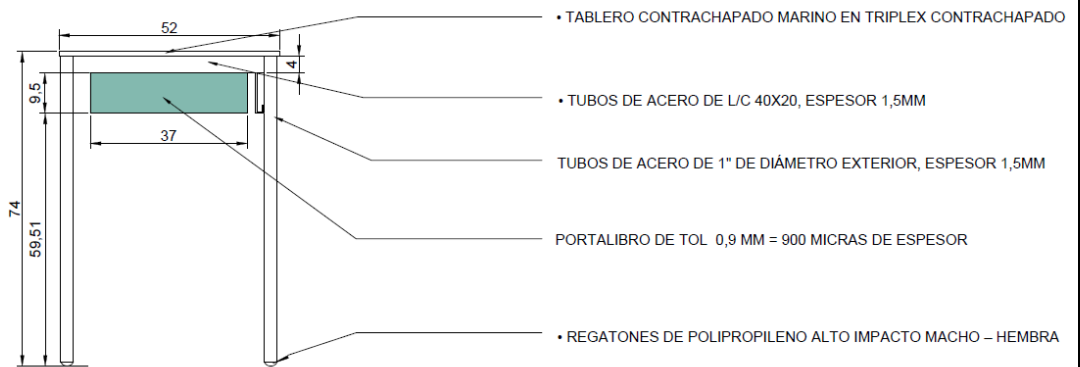 52
• TABLERO CONTRACHAPADO MARINO EN TRIPLEX CONTRACHAPADO
4
9,5
• TUBOS DE ACERO DE L/C 40X20, ESPESOR 1,5MM
37
TUBOS DE ACERO DE 1" DE DIÁMETRO EXTERIOR, ESPESOR 1,5MM
74
59,51
PORTALIBRO DE TOL 0,9 MM = 900 MICRAS DE ESPESOR
• REGATONES DE POLIPROPILENO ALTO IMPACTO MACHO – HEMBRA